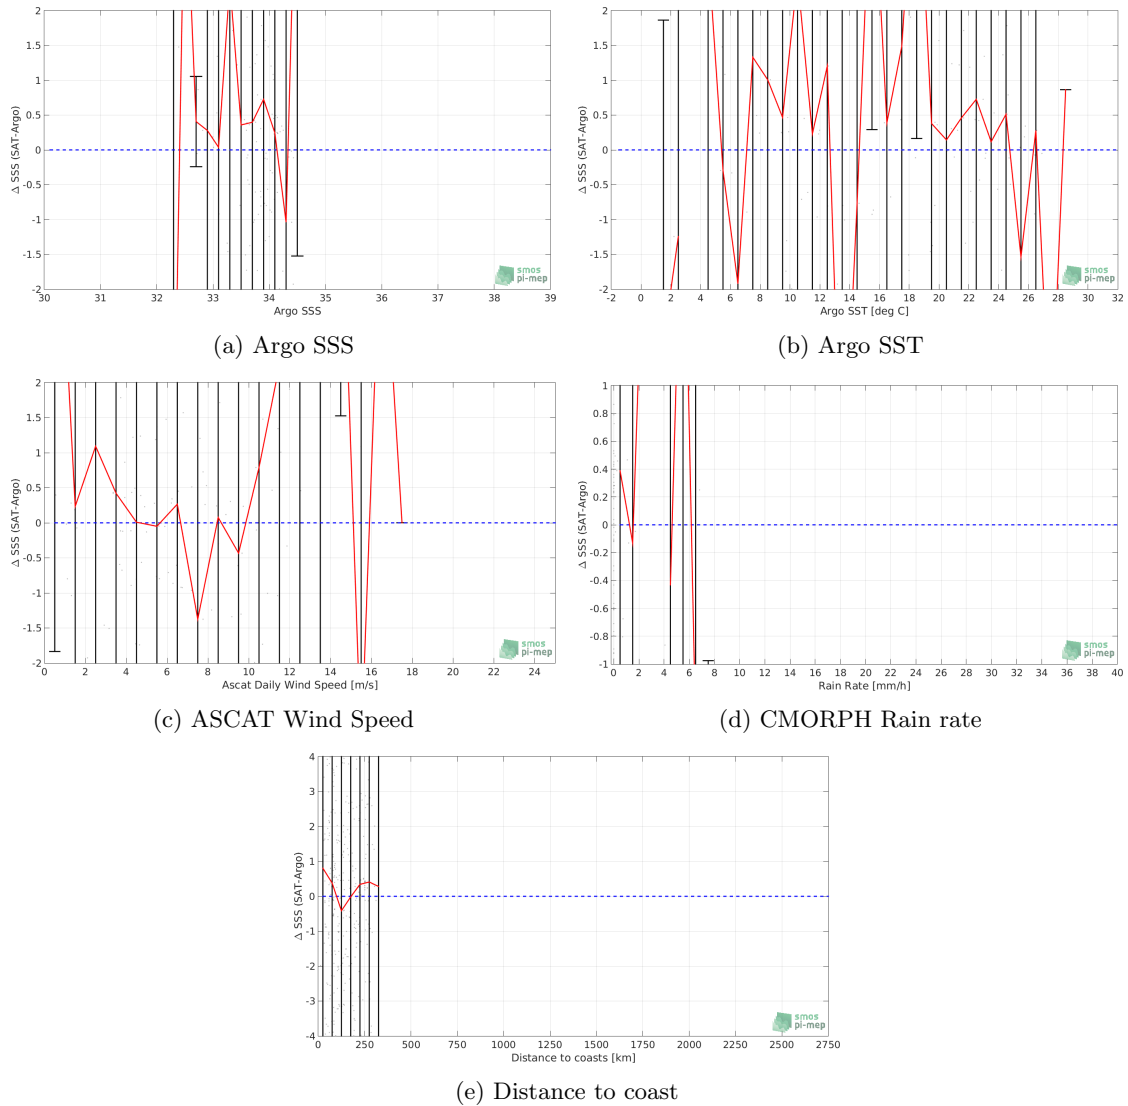 2
1.5
1
0.5
0
-0.5
-1
-1.5
-2
Δ SSS (SAT-Argo)
30 31 32 33 34 35 36 37 38 39
Argo SSS
smos
pi-mep
(a) Argo SSS
2
1.5
1
0.5
0
-0.5
-1
-1.5
-2
Δ SSS (SAT-Argo)
-2 0 2 4 6 8 10 12 14 16 18 20 22 24 26 28 30 32
Argo SST [deg C]
smos
pi-mep
(b) Argo SST
2
1.5
1
0.5
0
-0.5
-1
-1.5
-2
Δ SSS (SAT-Argo)
0 2 4 6 8 10 12 14 16 18 20 22 24
Ascat Daily Wind Speed [m/s]
smos
pi-mep
(c) ASCAT Wind Speed
1
0.8
0.6
0.4
0.2
0
-0.2
-0.4
-0.6
-0.8
-1
Δ SSS (SAT-Argo)
0 2 4 6 8 10 12 14 16 18 20 22 24 26 28 30 32 34 36 38 40
Rain Rate [mm/h]
smos
pi-mep
(d) CMORPH Rain rate
4
3
2
1
0
-1
-2
-3
-4
Δ SSS (SAT-Argo)
0 250 500 750 1000 1250 1500 1750 2000 2250 2500 2750
Distance to coasts [km]
smos
pi-mep
(e) Distance to coast